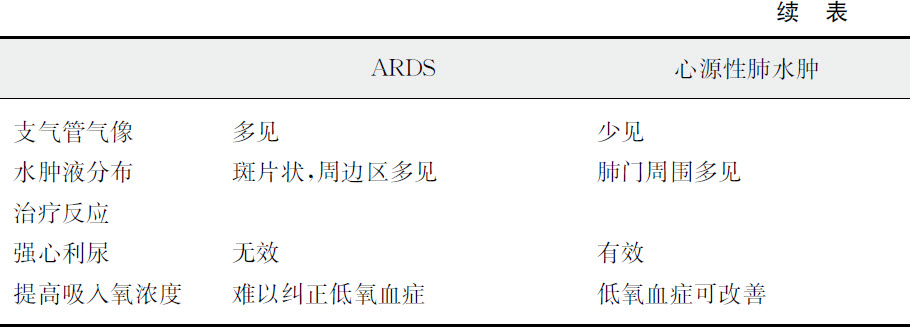 续 表
ARDS 心源性肺水肿
支气管气像 多见 少见
水肿液分布 斑片状,周边区多见 肺门周围多见
治疗反应
强心利尿 无效 有效
提高吸入氧浓度 难以纠正低氧血症 低氧血症可改善